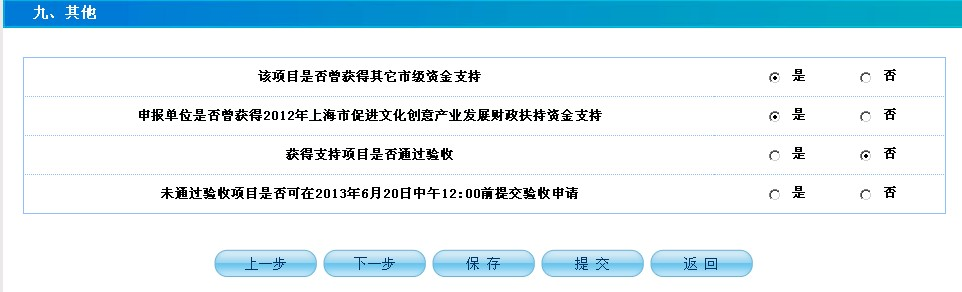 九、其他
该项目是否曾获得其它市级资金支持 是 否
申报单位是否曾获得2012年上海市促进文化创意产业发展财政扶持资金支持 是 否
获得支持项目是否通过验收 是 否
未通过验收项目是否可在2013年6月20日中午12:00前提交验收申请 是 否
上一步 下一步 保 存 提 交 返 回